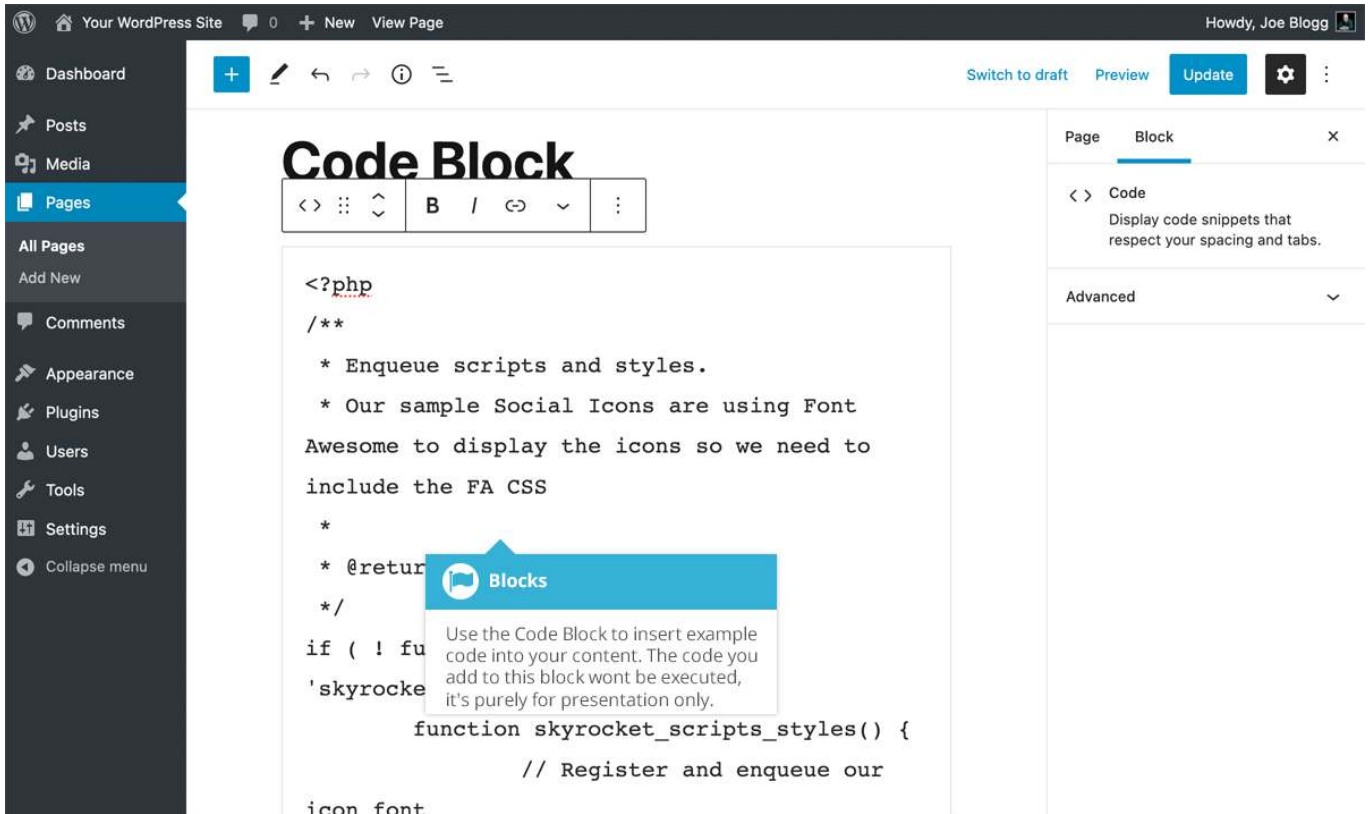 Your WordPress Site 0 New View Page Howdy, Joe Blogg
Dashboard
Posts
Media
Pages
All Pages
Add New
Comments
Appearance
Plugins
Users
Tools
Settings
Collapse menu
Switch to draft Preview Update
Code Block
B I
<?php
/**
 * Enqueue scripts and styles.
 * Our sample Social Icons are using Font
Awesome to display the icons so we need to
include the FA CSS
 *
 * @retur
 */
if ( ! fu
'skyrocke
function skyrocket_scripts_styles() {
// Register and enqueue our
icon font
Blocks
Use the Code Block to insert example
code into your content. The code you
add to this block wont be executed,
it's purely for presentation only.
Page Block
Code
Display code snippets that
respect your spacing and tabs.
Advanced